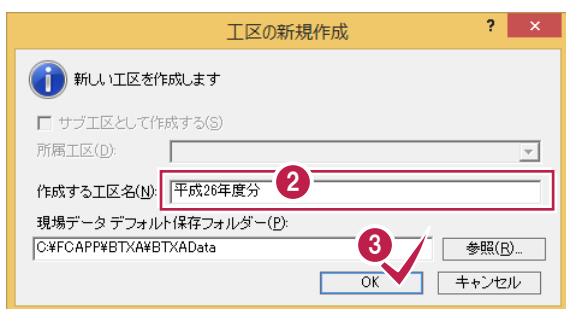 工区の新規作成 ? ×
新しい工区を作成します
サブ工区として作成する(S)
所属工区(D):
作成する工区名(N): 平成26年度分 2
現場データ デフォルト保存フォルダー(P):
C:¥FCAPP¥BTXA¥BTXAData 参照(R)...
3 OK キャンセル